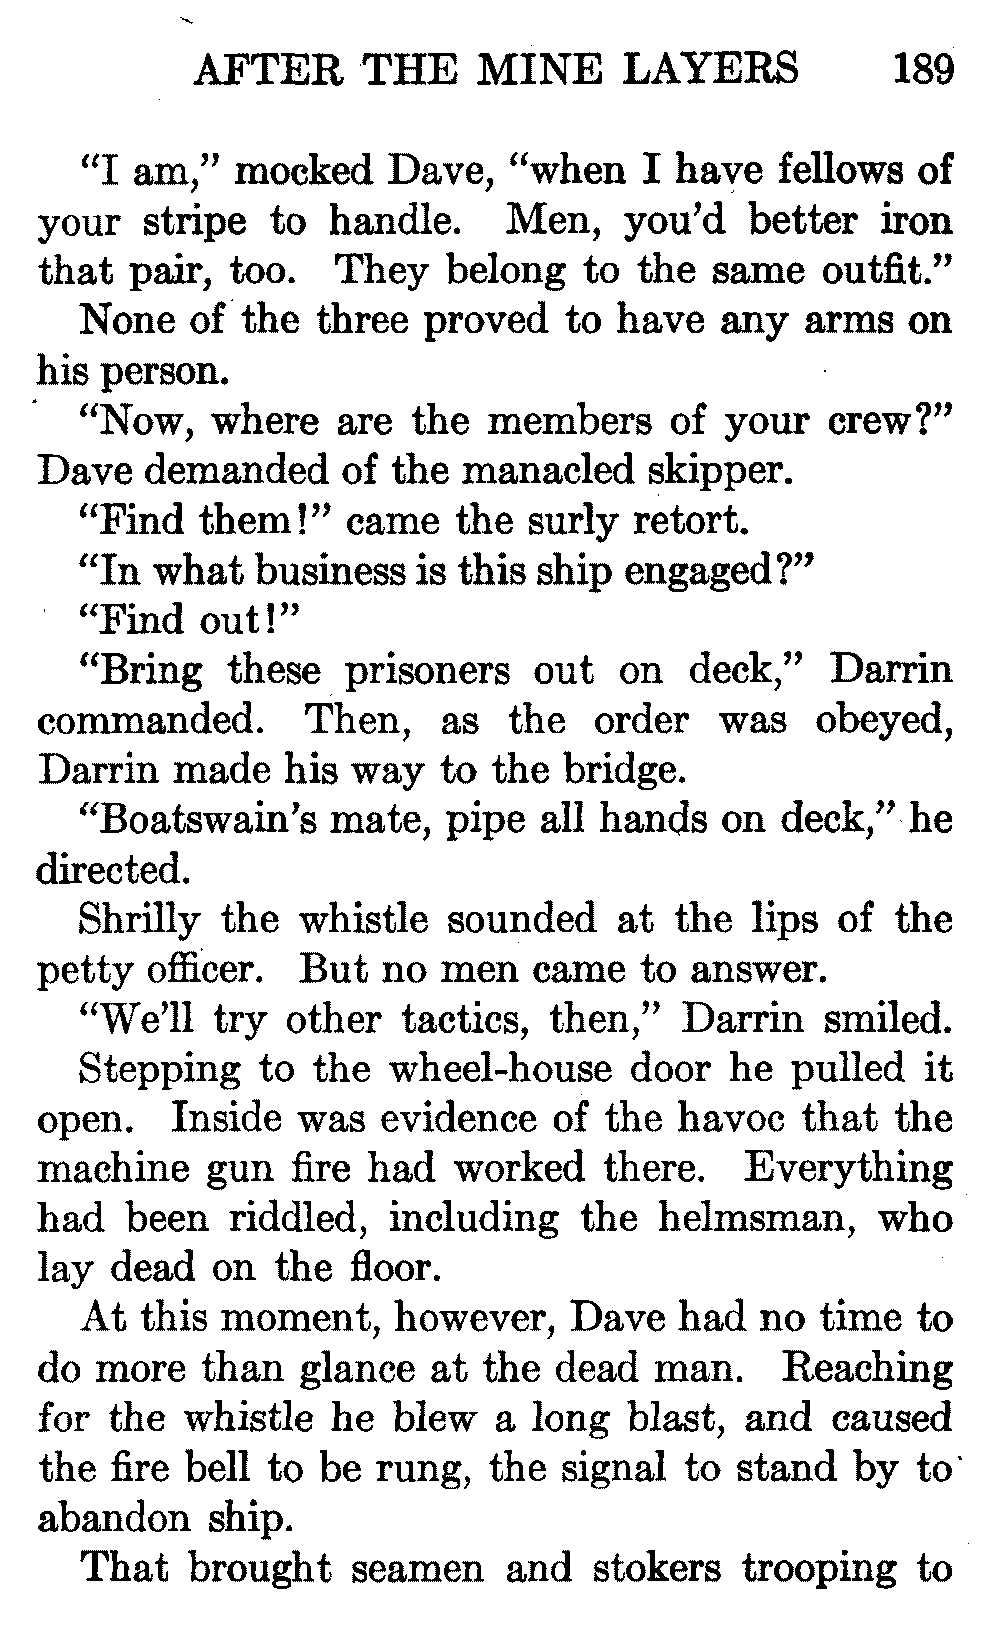 AFTER THE MINE LAYERS 189
“I am,” mocked Dave, “when I have fellows of
your stripe to handle. Men, you’d better iron
that pair, too. They belong to the same outfit.”
None of the three proved to have any arms on
his person.
“Now, where are the members of your crew?”
Dave demanded of the manacled skipper.
“Find them!” came the surly retort.
“In what business is this ship engaged?”
“Find out!”
“Bring these prisoners out on deck,” Darrin
commanded. Then, as the order was obeyed,
Darrin made his way to the bridge.
“Boatswain’s mate, pipe all hands on deck,” he
directed.
Shrilly the whistle sounded at the lips of the
petty officer. But no men came to answer.
“We’ll try other tactics, then,” Darrin smiled.
Stepping to the wheel-house door he pulled it
open. Inside was evidence of the havoc that the
machine gun fire had worked there. Everything
had been riddled, including the helmsman, who
lay dead on the floor.
At this moment, however, Dave had no time to
do more than glance at the dead man. Reaching
for the whistle he blew a long blast, and caused
the fire bell to be rung, the signal to stand by to
abandon ship.
That brought seamen and stokers trooping to